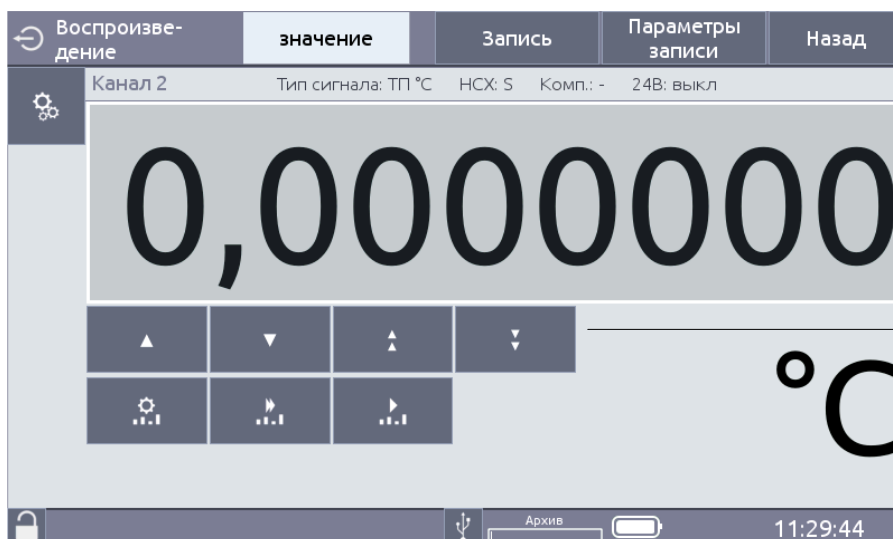 Воспроизве-
дение
значение
Запись
Параметры
записи
Назад
Канал 2
Тип сигнала: ТП °C НСХ: S Комп.: - 24В: выкл
0,0000000
°C
Архив
11:29:44